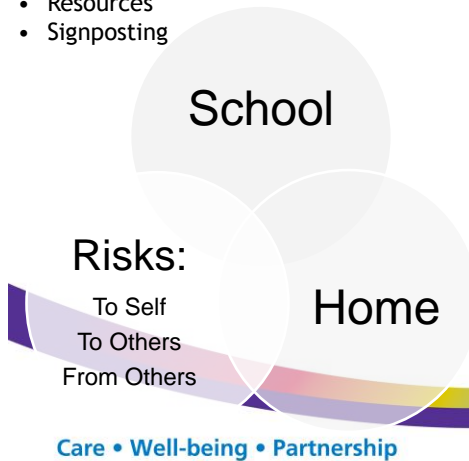 • Resources
• Signposting
School
Risks:
To Self
To Others
From Others
Home
Care • Well-being • Partnership